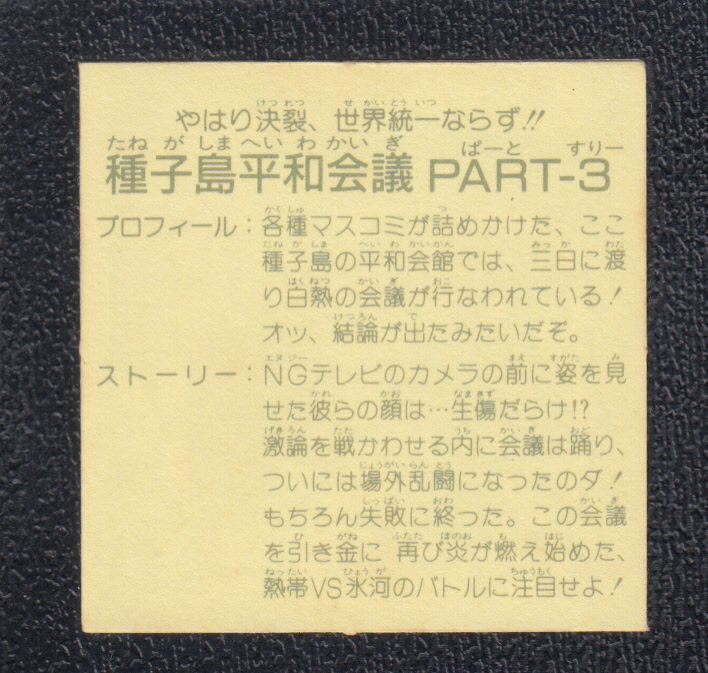 やはり決裂、世界統一ならず!!
種子島平和会議 PART-3
プロフィール：各種マスコミが詰めかけた、ここ
種子島の平和会館では、三日に渡
り白熱の会議が行なわれている！
オッ、結論が出たみたいだぞ。
ストーリー：NGテレビのカメラの前に姿を見
せた彼らの顔は…生傷だらけ!?
激論を戦かわせる内に会議は踊り、
ついには場外乱闘になったのダ！
もちろん失敗に終った。この会議
を引き金に 再び炎が燃え始めた、
熱帯VS氷河のバトルに注目せよ！